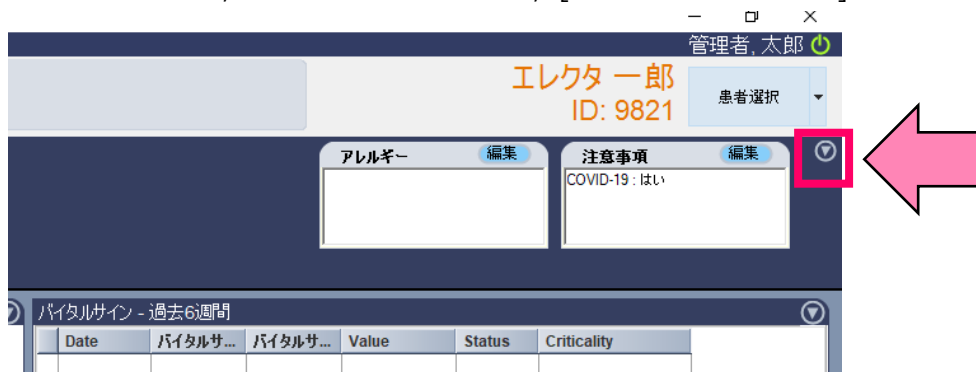 管理者, 太郎
エレクタ 一郎
ID: 9821
患者選択
アレルギー 編集
注意事項 編集
COVID-19 : はい
バイタルサイン - 過去6週間
Date バイタルサ... バイタルサ... Value Status Criticality